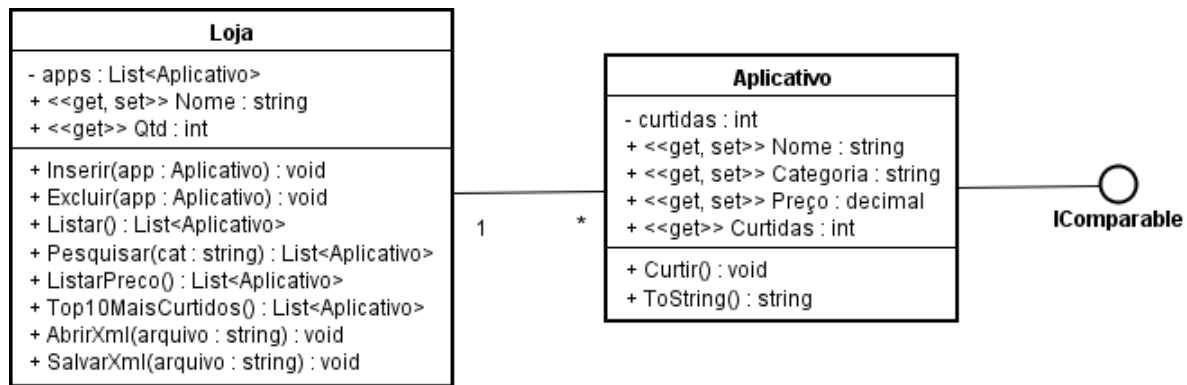 Loja
- apps : List<Aplicativo>
+ <<get, set>> Nome : string
+ <<get>> Qtd : int
+ Inserir(app : Aplicativo) : void
+ Excluir(app : Aplicativo) : void
+ Listar() : List<Aplicativo>
+ Pesquisar(cat : string) : List<Aplicativo>
+ ListarPreco() : List<Aplicativo>
+ Top10MaisCurtidos() : List<Aplicativo>
+ AbrirXml(arquivo : string) : void
+ SalvarXml(arquivo : string) : void
1
*
Aplicativo
- curtidas : int
+ <<get, set>> Nome : string
+ <<get, set>> Categoria : string
+ <<get, set>> Preço : decimal
+ <<get>> Curtidas : int
+ Curtir() : void
+ ToString() : string
IComparable